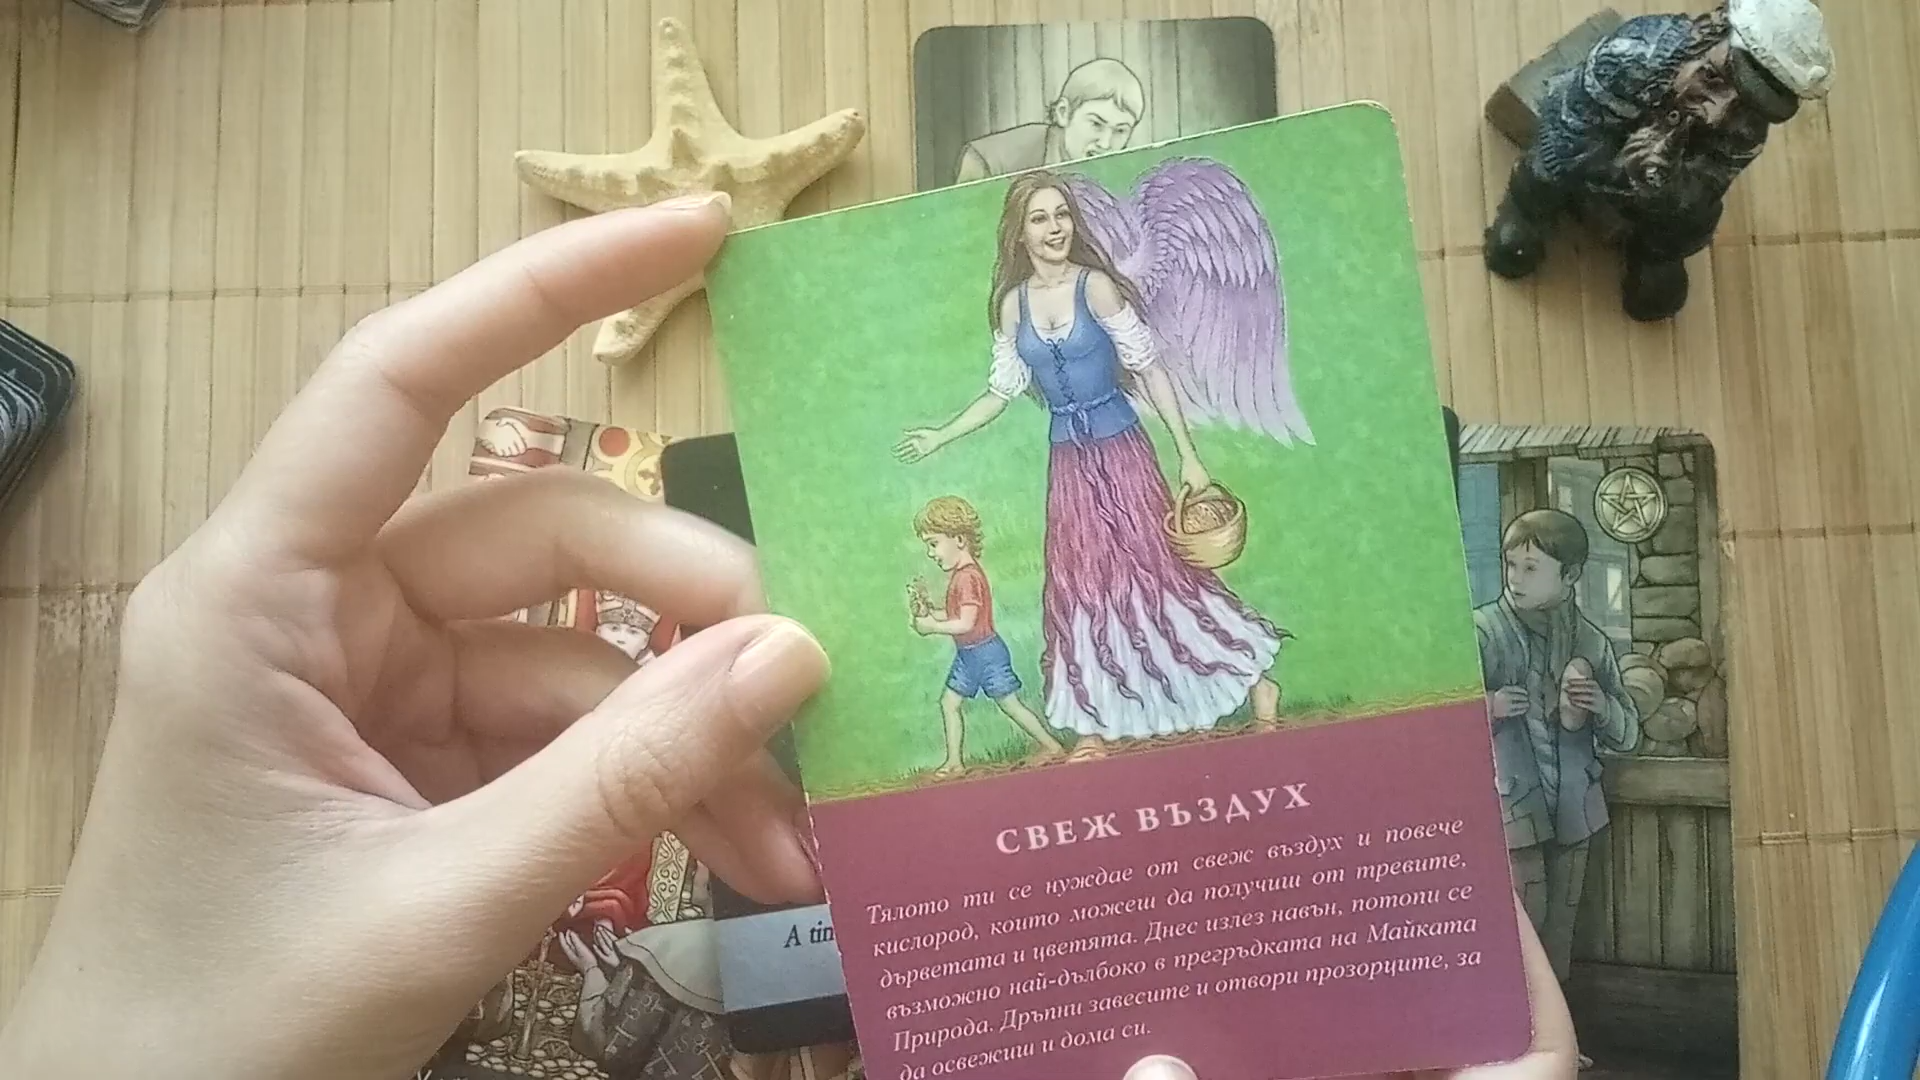 СВЕЖ ВЪЗДУХ
Тялото ти се нуждае от свеж въздух и повече
кислород, които можеш да получиш от тревите,
дърветата и цветята. Днес излез навън, потопи се
възможно най-дълбоко в прегръдката на Майката
Природа. Дръпни завесите и отвори прозорците, за
да освежиш и дома си.
A